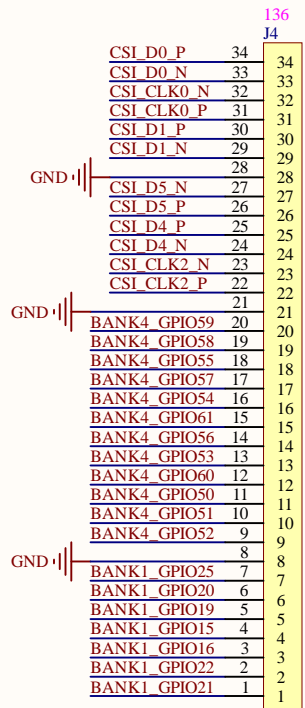 136
J4
CSI_D0_P 34 34
CSI_D0_N 33 33
CSI_CLK0_N 32 32
CSI_CLK0_P 31 31
CSI_D1_P 30 30
CSI_D1_N 29 29
GND 28 28
CSI_D5_N 27 27
CSI_D5_P 26 26
CSI_D4_P 25 25
CSI_D4_N 24 24
CSI_CLK2_N 23 23
CSI_CLK2_P 22 22
GND 21 21
BANK4_GPIO59 20 20
BANK4_GPIO58 19 19
BANK4_GPIO55 18 18
BANK4_GPIO57 17 17
BANK4_GPIO54 16 16
BANK4_GPIO61 15 15
BANK4_GPIO56 14 14
BANK4_GPIO53 13 13
BANK4_GPIO60 12 12
BANK4_GPIO50 11 11
BANK4_GPIO51 10 10
BANK4_GPIO52 9 9
GND 8 8
BANK1_GPIO25 7 7
BANK1_GPIO20 6 6
BANK1_GPIO19 5 5
BANK1_GPIO15 4 4
BANK1_GPIO16 3 3
BANK1_GPIO22 2 2
BANK1_GPIO21 1 1